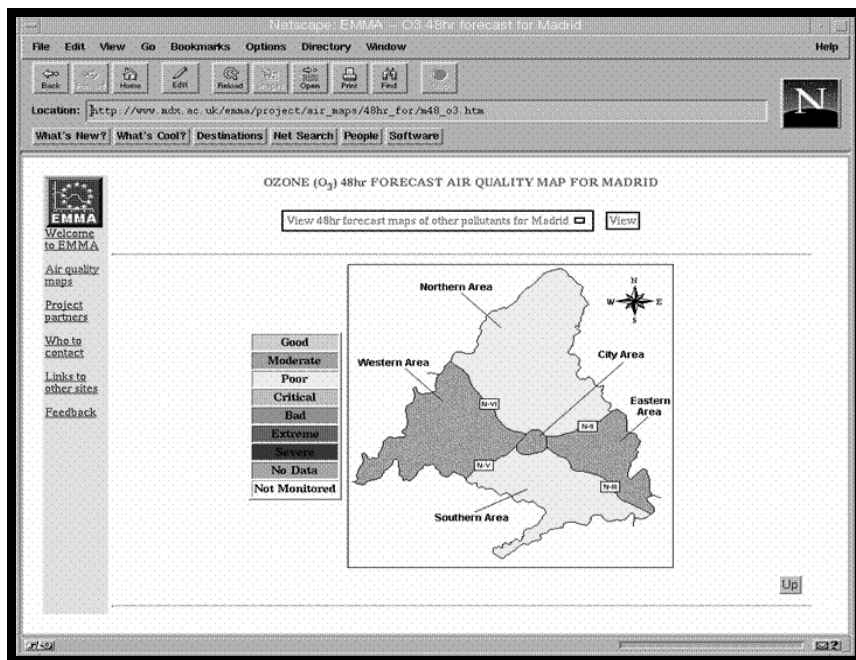 Netscape: EMMA – O3 48hr forecast for Madrid
File Edit View Go Bookmarks Options Directory Window Help
Back Forward Home Edit Reload Images Open Print Find Stop
Location: http://www.mdx.ac.uk/emma/project/air_maps/48hr_for/m48_o3.htm
N
What's New? What's Cool? Destinations Net Search People Software
EMMA
Welcome
to EMMA
Air quality
maps
Project
partners
Who to
contact
Links to
other sites
Feedback
OZONE (O3) 48hr FORECAST AIR QUALITY MAP FOR MADRID
View 48hr forecast maps of other pollutants for Madrid View
Good
Moderate
Poor
Critical
Bad
Extreme
Severe
No Data
Not Monitored
Northern Area
N
W E
S
Western Area
City Area
Eastern
Area
N-VI
N-II
N-V
N-III
Southern Area
Up